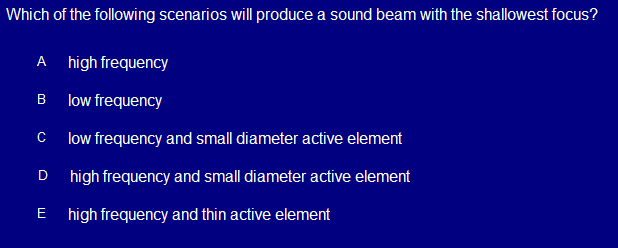 Which of the following scenarios will produce a sound beam with the shallowest focus?
A high frequency
B low frequency
C low frequency and small diameter active element
D high frequency and small diameter active element
E high frequency and thin active element